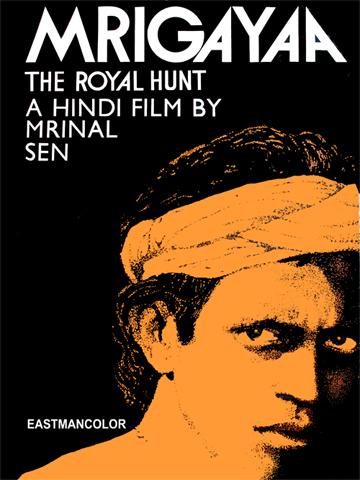 MRIGAYAA
THE ROYAL HUNT
A HINDI FILM BY
MRINAL
SEN
EASTMANCOLOR